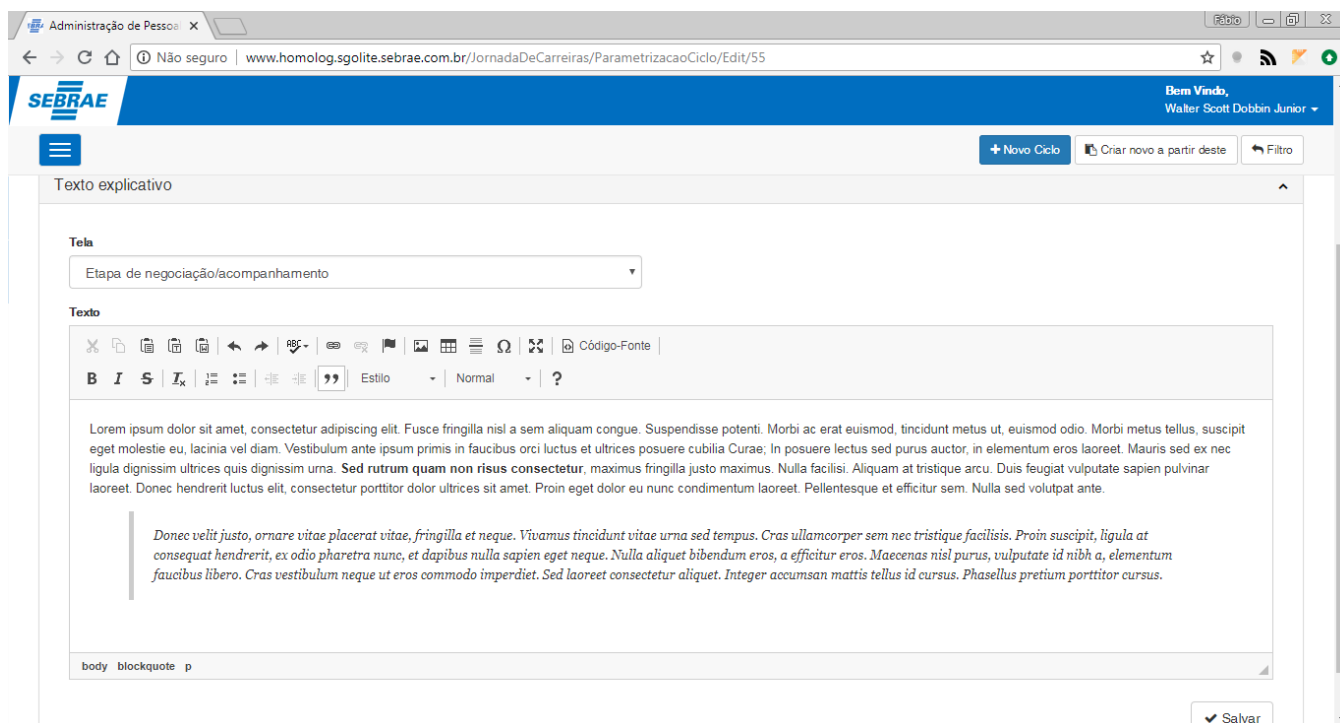 Administração de Pessoa
Fábio
Não seguro | www.homolog.sgolite.sebrae.com.br/JornadaDeCarreiras/ParametrizacaoCiclo/Edit/55
SEBRAE
Bem Vindo,
Walter Scott Dobbin Junior
Novo Ciclo Criar novo a partir deste Filtro
Texto explicativo
Tela
Etapa de negociação/acompanhamento
Texto
ABC Ω Código-Fonte
B I S Ix Estilo Normal ?
Lorem ipsum dolor sit amet, consectetur adipiscing elit. Fusce fringilla nisl a sem aliquam congue. Suspendisse potenti. Morbi ac erat euismod, tincidunt metus ut, euismod odio. Morbi metus tellus, suscipit
eget molestie eu, lacinia vel diam. Vestibulum ante ipsum primis in faucibus orci luctus et ultrices posuere cubilia Curae; In posuere lectus sed purus auctor, in elementum eros laoreet. Mauris sed ex nec
ligula dignissim ultrices quis dignissim urna. Sed rutrum quam non risus consectetur, maximus fringilla justo maximus. Nulla facilisi. Aliquam at tristique arcu. Duis feugiat vulputate sapien pulvinar
laoreet. Donec hendrerit luctus elit, consectetur porttitor dolor ultrices sit amet. Proin eget dolor eu nunc condimentum laoreet. Pellentesque et efficitur sem. Nulla sed volutpat ante.
Donec velit justo, ornare vitae placerat vitae, fringilla et neque. Vivamus tincidunt vitae urna sed tempus. Cras ullamcorper sem nec tristique facilisis. Proin suscipit, ligula at
consequat hendrerit, ex odio pharetra nunc, et dapibus nulla sapien eget neque. Nulla aliquet bibendum eros, a efficitur eros. Maecenas nisl purus, vulputate id nibh a, elementum
faucibus libero. Cras vestibulum neque ut eros commodo imperdiet. Sed laoreet consectetur aliquet. Integer accumsan mattis tellus id cursus. Phasellus pretium porttitor cursus.
body blockquote p
Salvar